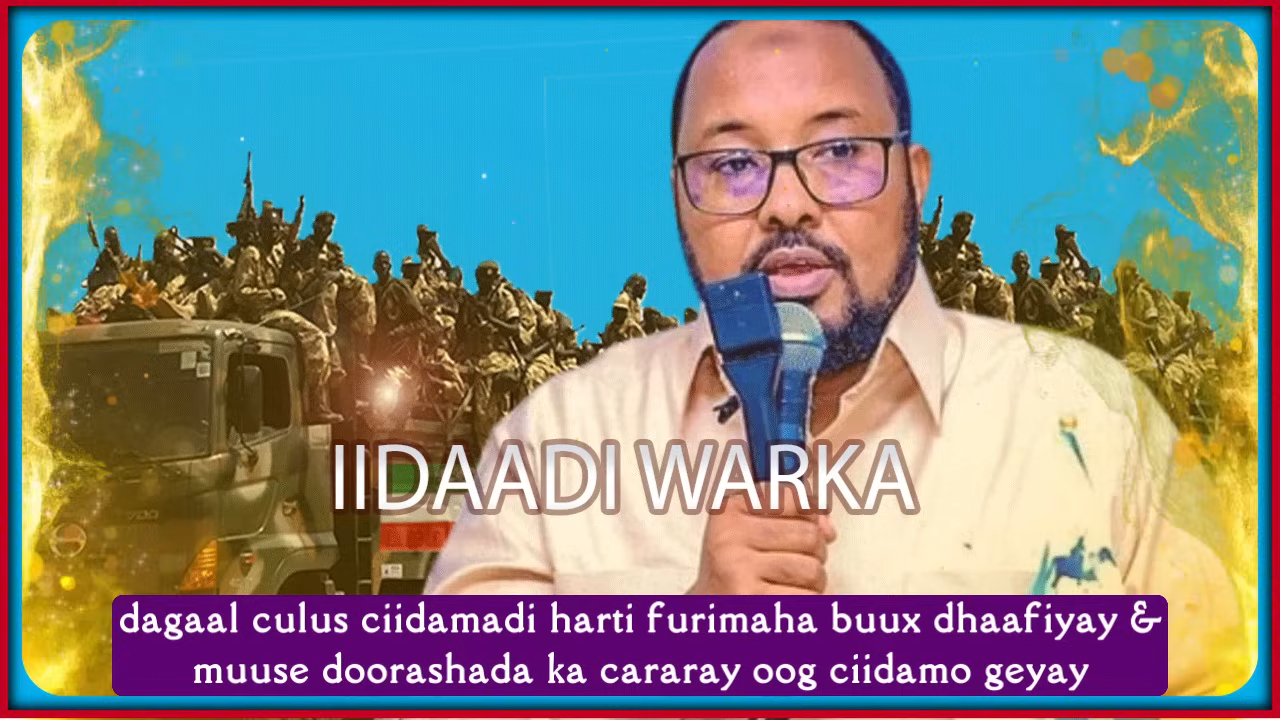 IIDAADI WARKA
dagaal culus ciidamadi harti furimaha buux dhaafiyay &
muuse doorashada ka cararay oog ciidamo geyay